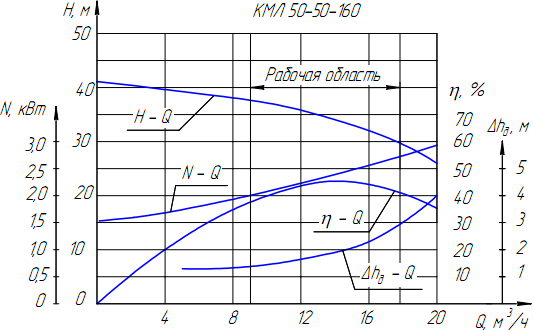 КМЛ 50-50-160
H, м
50
40
30
20
10
0
N, кВт
3,0
2,5
2,0
1,5
1,0
0,5
0
Рабочая область
H - Q
N - Q
η - Q
Δhд - Q
η, %
70
60
50
40
30
20
10
Δhд, м
5
4
3
2
1
4
8
12
16
20
Q, м³/ч